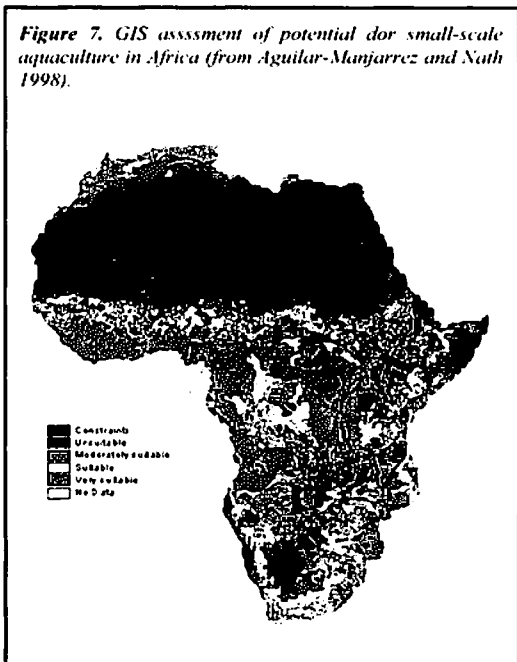 Figure 7. GIS asssment of potential dor small-scale
aquaculture in Africa (from Aguilar-Manjarrez and Nath
1998).
Constraints
Unsuitable
Moderately suitable
Suitable
Very suitable
No Data